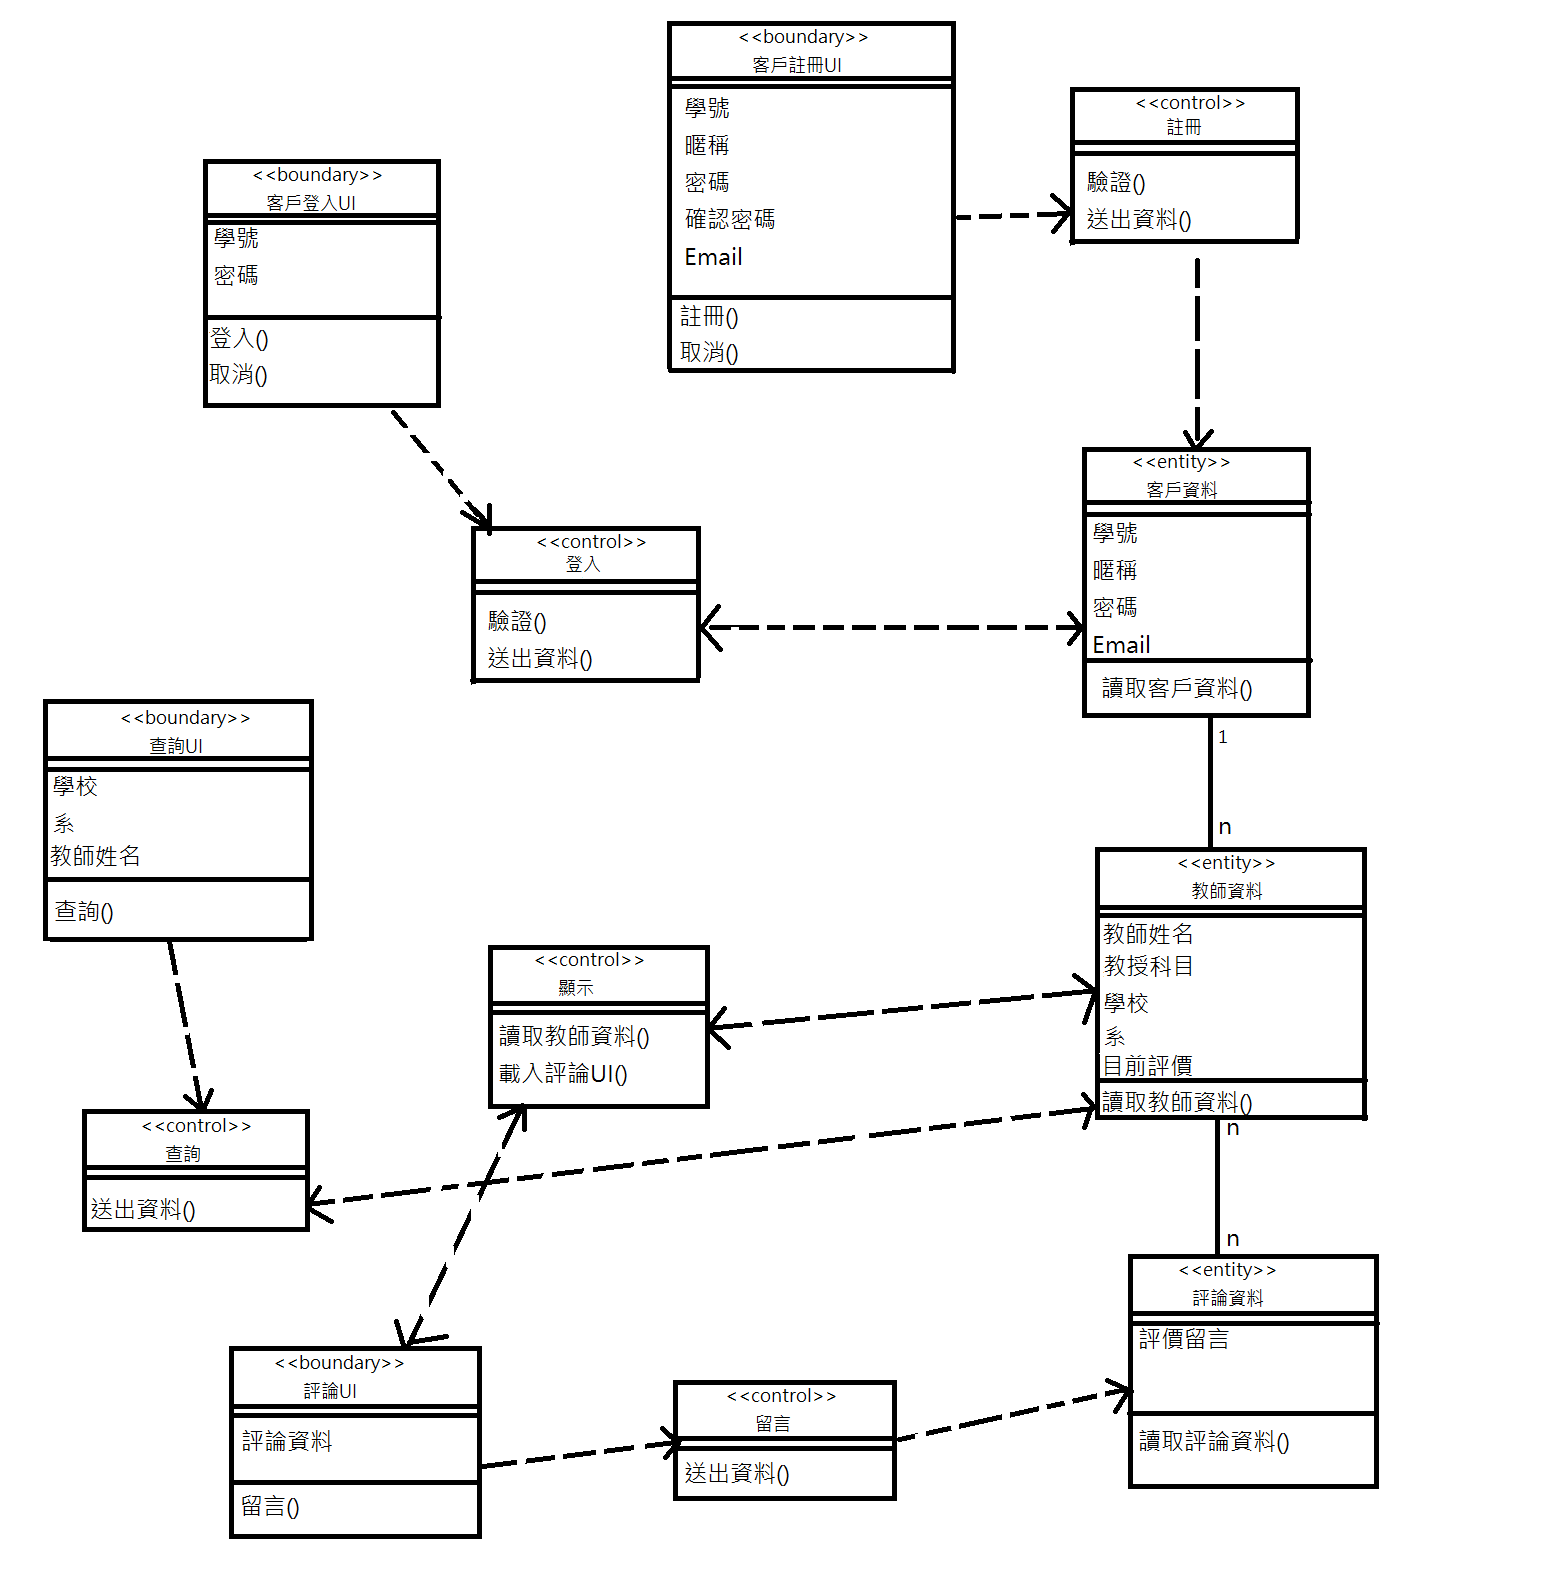 <<boundary>>
客戶註冊UI
學號
暱稱
密碼
確認密碼
Email
註冊()
取消()
<<control>>
註冊
驗證()
送出資料()
<<boundary>>
客戶登入UI
學號
密碼
登入()
取消()
<<control>>
登入
驗證()
送出資料()
<<entity>>
客戶資料
學號
暱稱
密碼
Email
讀取客戶資料()
1
n
<<boundary>>
查詢UI
學校
系
教師姓名
查詢()
<<entity>>
教師資料
教師姓名
教授科目
學校
系
目前評價
讀取教師資料()
n
n
<<control>>
顯示
讀取教師資料()
載入評論UI()
<<control>>
查詢
送出資料()
<<entity>>
評論資料
評價留言
讀取評論資料()
<<boundary>>
評論UI
評論資料
留言()
<<control>>
留言
送出資料()